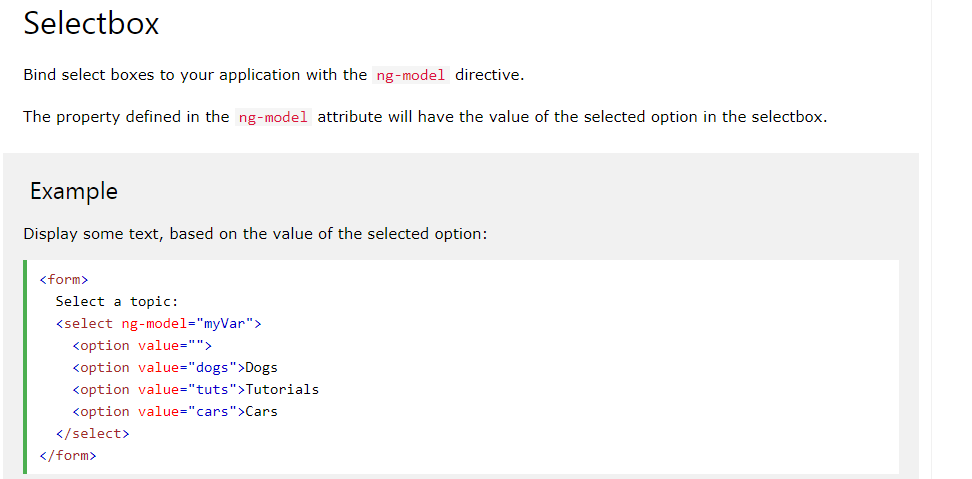 Selectbox
Bind select boxes to your application with the ng-model directive.
The property defined in the ng-model attribute will have the value of the selected option in the selectbox.
Example
Display some text, based on the value of the selected option:
<form>
  Select a topic:
  <select ng-model="myVar">
    <option value="">
    <option value="dogs">Dogs
    <option value="tuts">Tutorials
    <option value="cars">Cars
  </select>
</form>